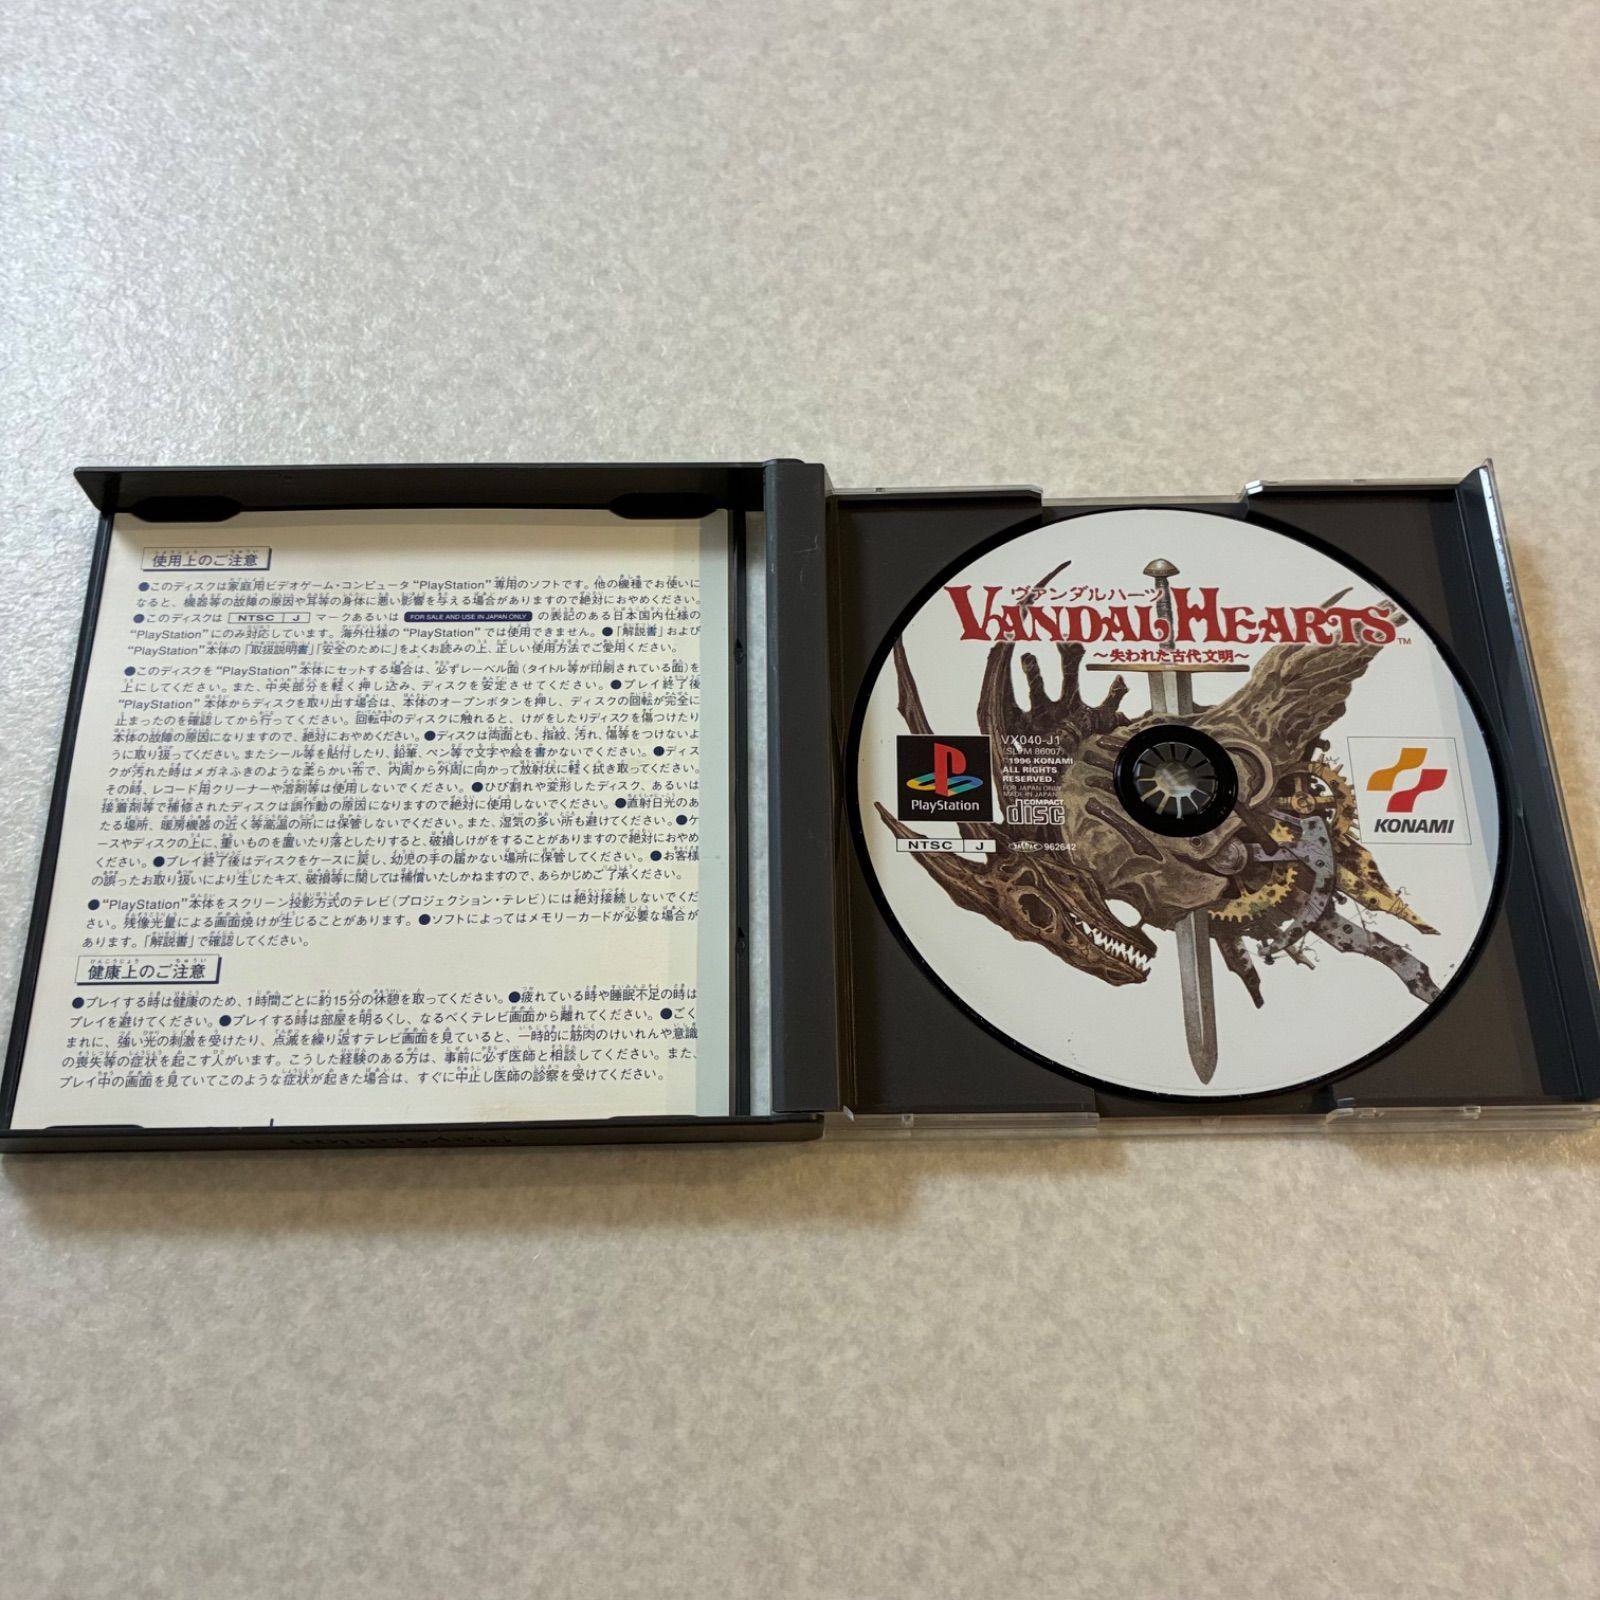 使用上のご注意
●このディスクは家庭用ビデオゲーム・コンピュータ“PlayStation”専用のソフトです。他の機種でお使いに
なると、機器等の故障の原因や耳等の身体に悪い影響を与える場合がありますので絶対におやめください。
●このディスクは NTSC J マークあるいは FOR SALE AND USE IN JAPAN ONLY の表記のある日本国内仕様の
“PlayStation”にのみ対応しています。海外仕様の“PlayStation”では使用できません。●「解説書」および
“PlayStation”本体の「取扱説明書」「安全のために」をよくお読みの上、正しい使用方法でご愛用ください。
●このディスクを“PlayStation”本体にセットする場合は、必ずレーベル面(タイトル等が印刷されている面)を
上にしてください。また、中央部分を軽く押し込み、ディスクを安定させてください。●プレイ終了後
“PlayStation”本体からディスクを取り出す場合は、本体のオープンボタンを押し、ディスクの回転が完全に
止まったのを確認してから行ってください。回転中のディスクに触れると、けがをしたりディスクを傷つけたり
本体の故障の原因になりますので、絶対におやめください。●ディスクは両面とも、指紋、汚れ、傷等をつけないよ
うに取り扱ってください。またシール等を貼付したり、鉛筆、ペン等で文字や絵を書かないでください。●ディス
クが汚れた時はメガネふきのような柔らかい布で、内周から外周に向かって放射状に軽く拭き取ってください。
その時、レコード用クリーナーや溶剤等は使用しないでください。●ひび割れや変形したディスク、あるいは
接着剤等で補修されたディスクは誤作動の原因になりますので絶対に使用しないでください。●直射日光のあ
たる場所、暖房機器の近く等高温の所には保管しないでください。また、湿気の多い所も避けてください。●ケ
ースやディスクの上に、重いものを置いたり落としたりすると、破損しけがをすることがありますので絶対におやめ
ください。●プレイ終了後はディスクをケースに戻し、幼児の手の届かない場所に保管してください。●お客様
の誤ったお取り扱いにより生じたキズ、破損等に関しては補償いたしかねますので、あらかじめご了承ください。
●“PlayStation”本体をスクリーン投影方式のテレビ(プロジェクション・テレビ)には絶対接続しないでくだ
さい。残像光量による画面焼けが生じることがあります。●ソフトによってはメモリーカードが必要な場合が
あります。「解説書」で確認してください。
健康上のご注意
●プレイする時は健康のため、1時間ごとに約15分の休憩を取ってください。●疲れている時や睡眠不足の時は
プレイを避けてください。●プレイする時は部屋を明るくし、なるべくテレビ画面から離れてください。●ごく
まれに、強い光の刺激を受けたり、点滅を繰り返すテレビ画面を見ていると、一時的に筋肉のけいれんや意識
の喪失等の症状を起こす人がいます。こうした経験のある方は、事前に必ず医師と相談してください。また、
プレイ中の画面を見ていてこのような症状が起きた場合は、すぐに中止し医師の診察を受けてください。
ヴァンダルハーツ
VANDAL HEARTS™
～失われた古代文明～
PlayStation
NTSC J
VX040-J1
(SLPM 86007)
©1996 KONAMI
ALL RIGHTS
RESERVED.
FOR JAPAN ONLY
MADE IN JAPAN
COMPACT
disc
962642
KONAMI